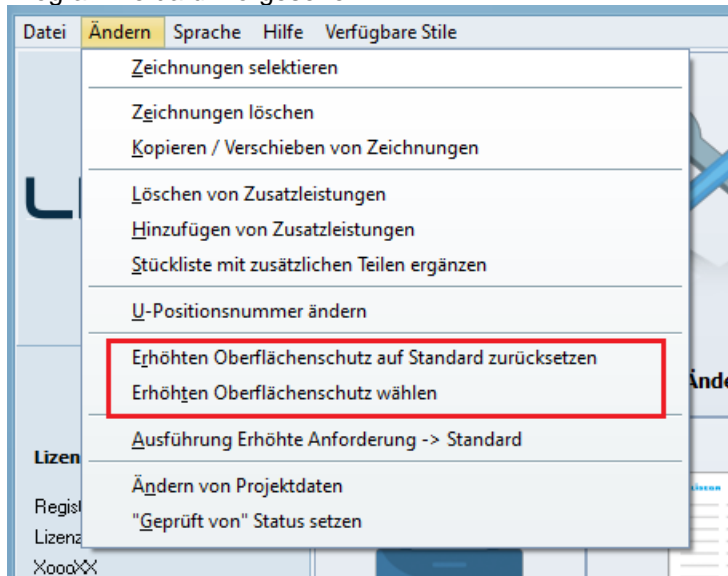 Datei Ändern Sprache Hilfe Verfügbare Stile
Zeichnungen selektieren
Zeichnungen löschen
Kopieren / Verschieben von Zeichnungen
Löschen von Zusatzleistungen
Hinzufügen von Zusatzleistungen
Stückliste mit zusätzlichen Teilen ergänzen
U-Positionsnummer ändern
Erhöhten Oberflächenschutz auf Standard zurücksetzen
Erhöhten Oberflächenschutz wählen
Ausführung Erhöhte Anforderung -> Standard
Ändern von Projektdaten
"Geprüft von" Status setzen
Lizen
Regist
Lizenz
XoooXX
Ände